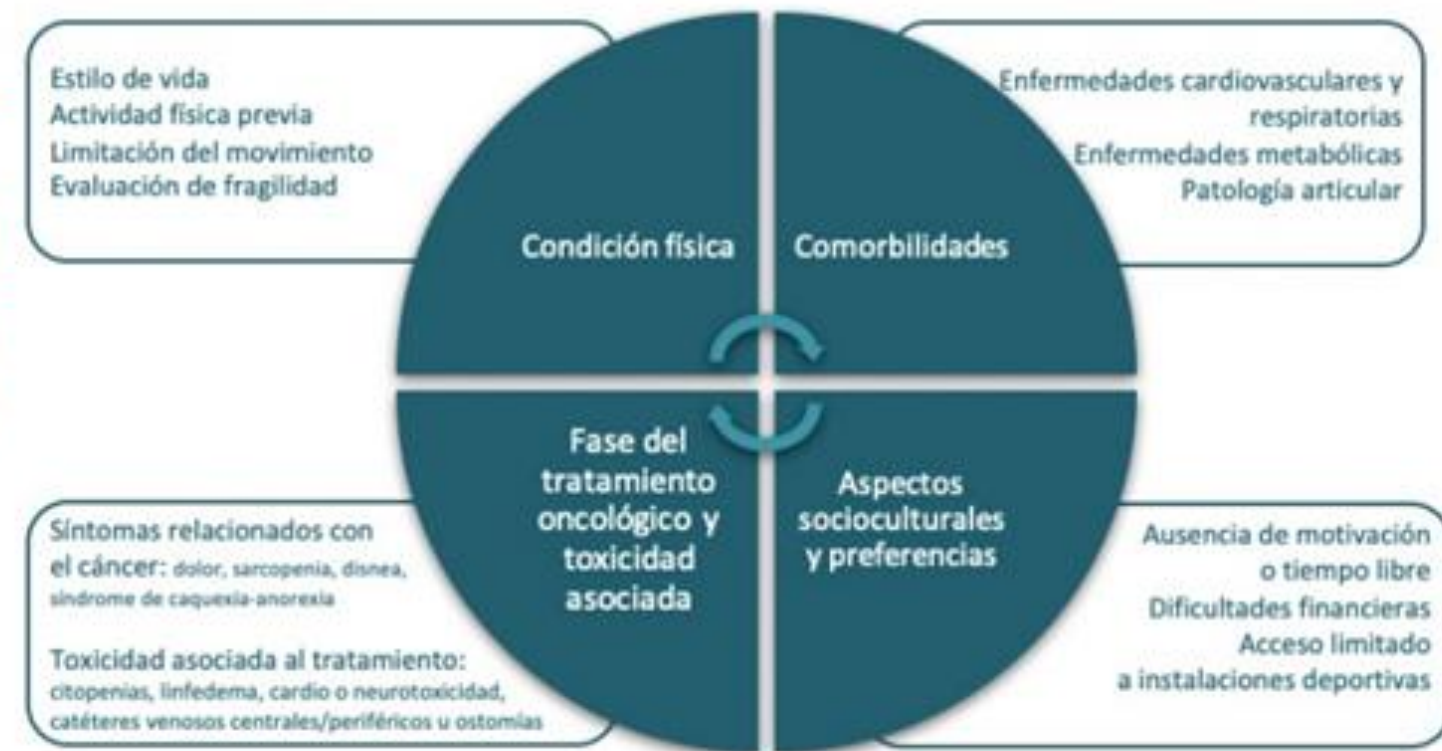 Estilo de vida
Actividad física previa
Limitación del movimiento
Evaluación de fragilidad
Condición física
Enfermedades cardiovasculares y
respiratorias
Enfermedades metabólicas
Patología articular
Comorbilidades
Síntomas relacionados con
el cáncer: dolor, sarcopenia, disnea,
síndrome de caquexia-anorexia
Toxicidad asociada al tratamiento:
citopenias, linfedema, cardio o neurotoxicidad,
catéteres venosos centrales/periféricos u ostomías
Fase del
tratamiento
oncológico y
toxicidad
asociada
Aspectos
socioculturales
y preferencias
Ausencia de motivación
o tiempo libre
Dificultades financieras
Acceso limitado
a instalaciones deportivas